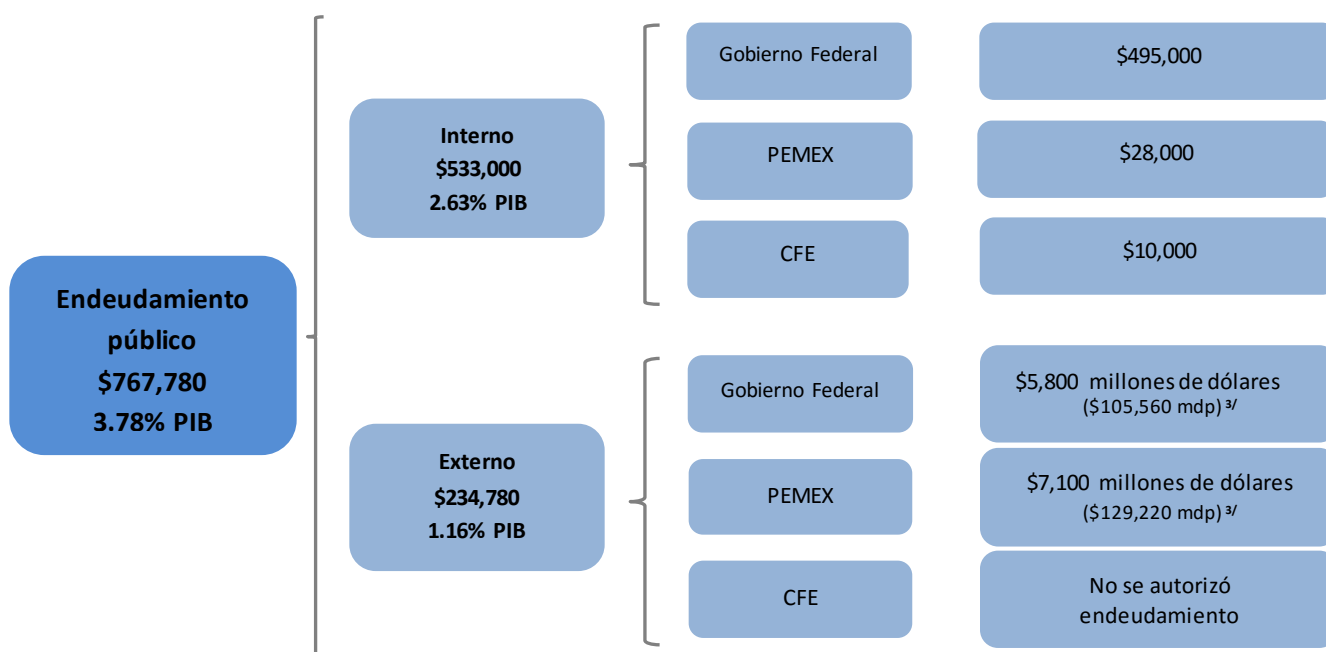 Endeudamiento
público
$767,780
3.78% PIB
Interno
$533,000
2.63% PIB
Gobierno Federal
$495,000
PEMEX
$28,000
CFE
$10,000
Externo
$234,780
1.16% PIB
Gobierno Federal
$5,800 millones de dólares
($105,560 mdp) 3/
PEMEX
$7,100 millones de dólares
($129,220 mdp) 3/
CFE
No se autorizó
endeudamiento